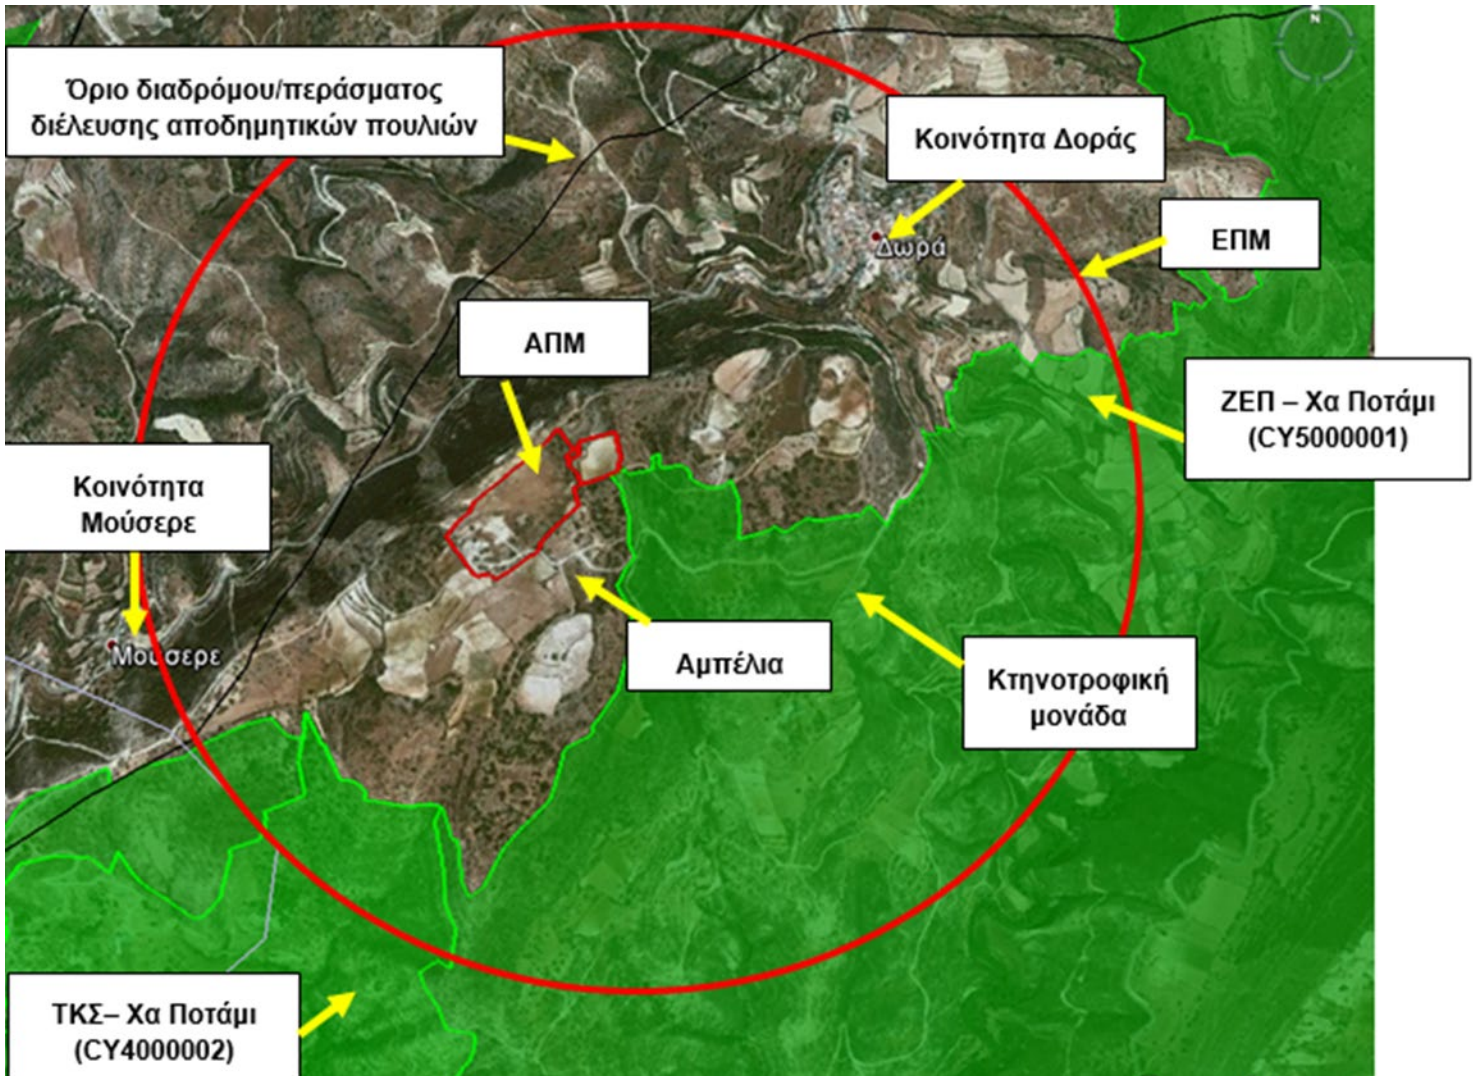 N
Όριο διαδρόμου/περάσματος
διέλευσης αποδημητικών πουλιών
Κοινότητα Δοράς
Δωρά
ΕΠΜ
ΑΠΜ
ΖΕΠ – Χα Ποτάμι
(CY5000001)
Κοινότητα
Μούσερε
Μούσερε
Αμπέλια
Κτηνοτροφική
μονάδα
ΤΚΣ– Χα Ποτάμι
(CY4000002)